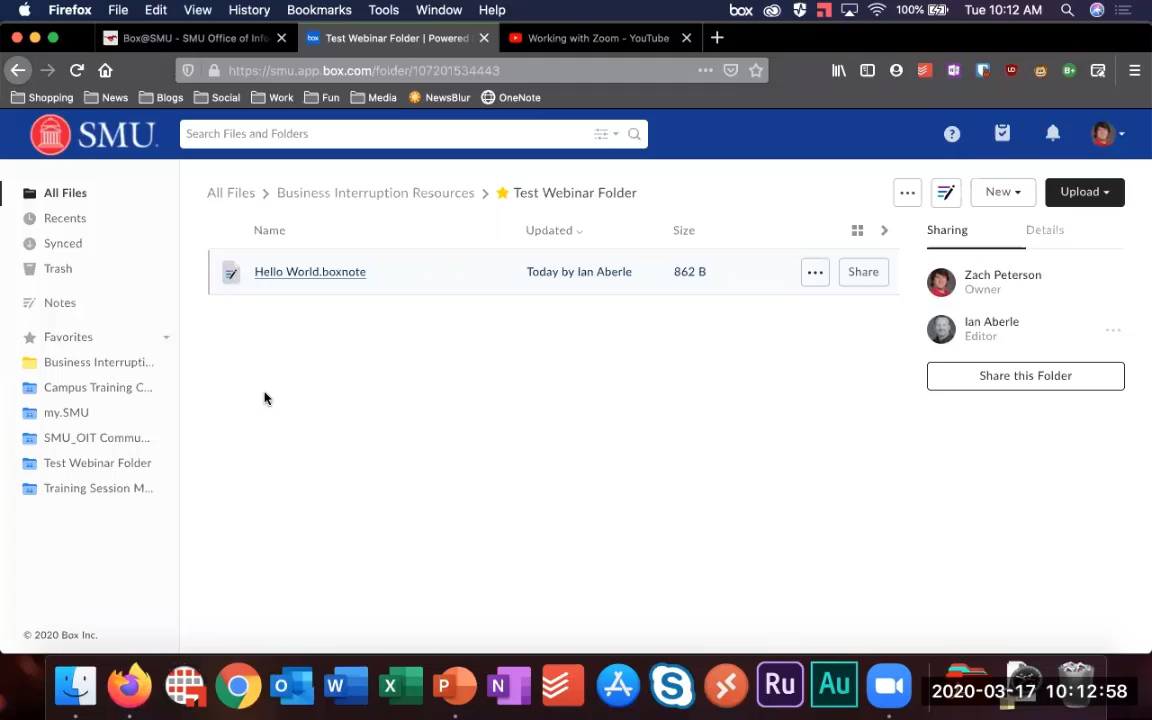 Firefox File Edit View History Bookmarks Tools Window Help box 100% Tue 10:12 AM
Box@SMU - SMU Office of Info
Test Webinar Folder | Powered
Working with Zoom - YouTube
https://smu.app.box.com/folder/107201534443
Shopping News Blogs Social Work Fun Media NewsBlur OneNote
SMU
Search Files and Folders
All Files
Recents
Synced
Trash
Notes
Favorites
Business Interrupti...
Campus Training C...
my.SMU
SMU_OIT Commu...
Test Webinar Folder
Training Session M...
© 2020 Box Inc.
All Files > Business Interruption Resources > Test Webinar Folder
New
Upload
Name Updated Size
Hello World.boxnote Today by Ian Aberle 862 B Share
Sharing Details
Zach Peterson
Owner
Ian Aberle
Editor
Share this Folder
O W X P N S Ru Au
2020-03-17 10:12:58